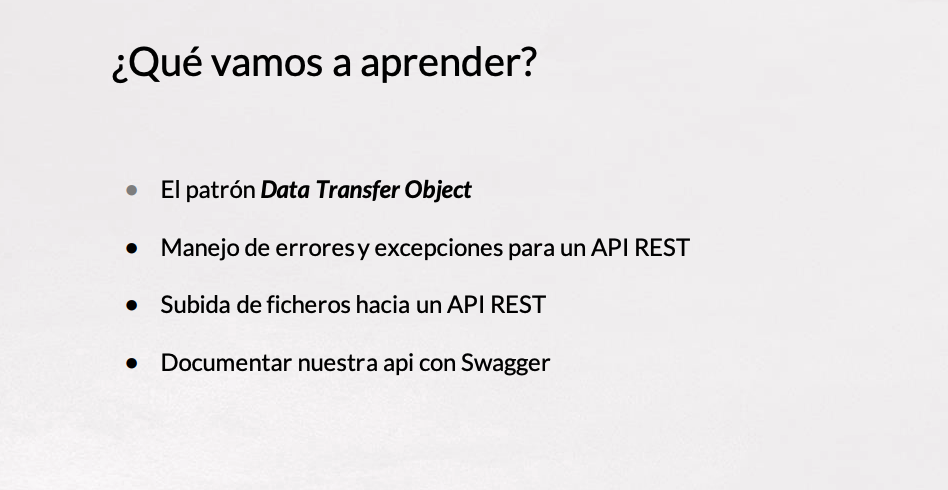 ¿Qué vamos a aprender?
● El patrón Data Transfer Object
● Manejo de errores y excepciones para un API REST
● Subida de ficheros hacia un API REST
● Documentar nuestra api con Swagger